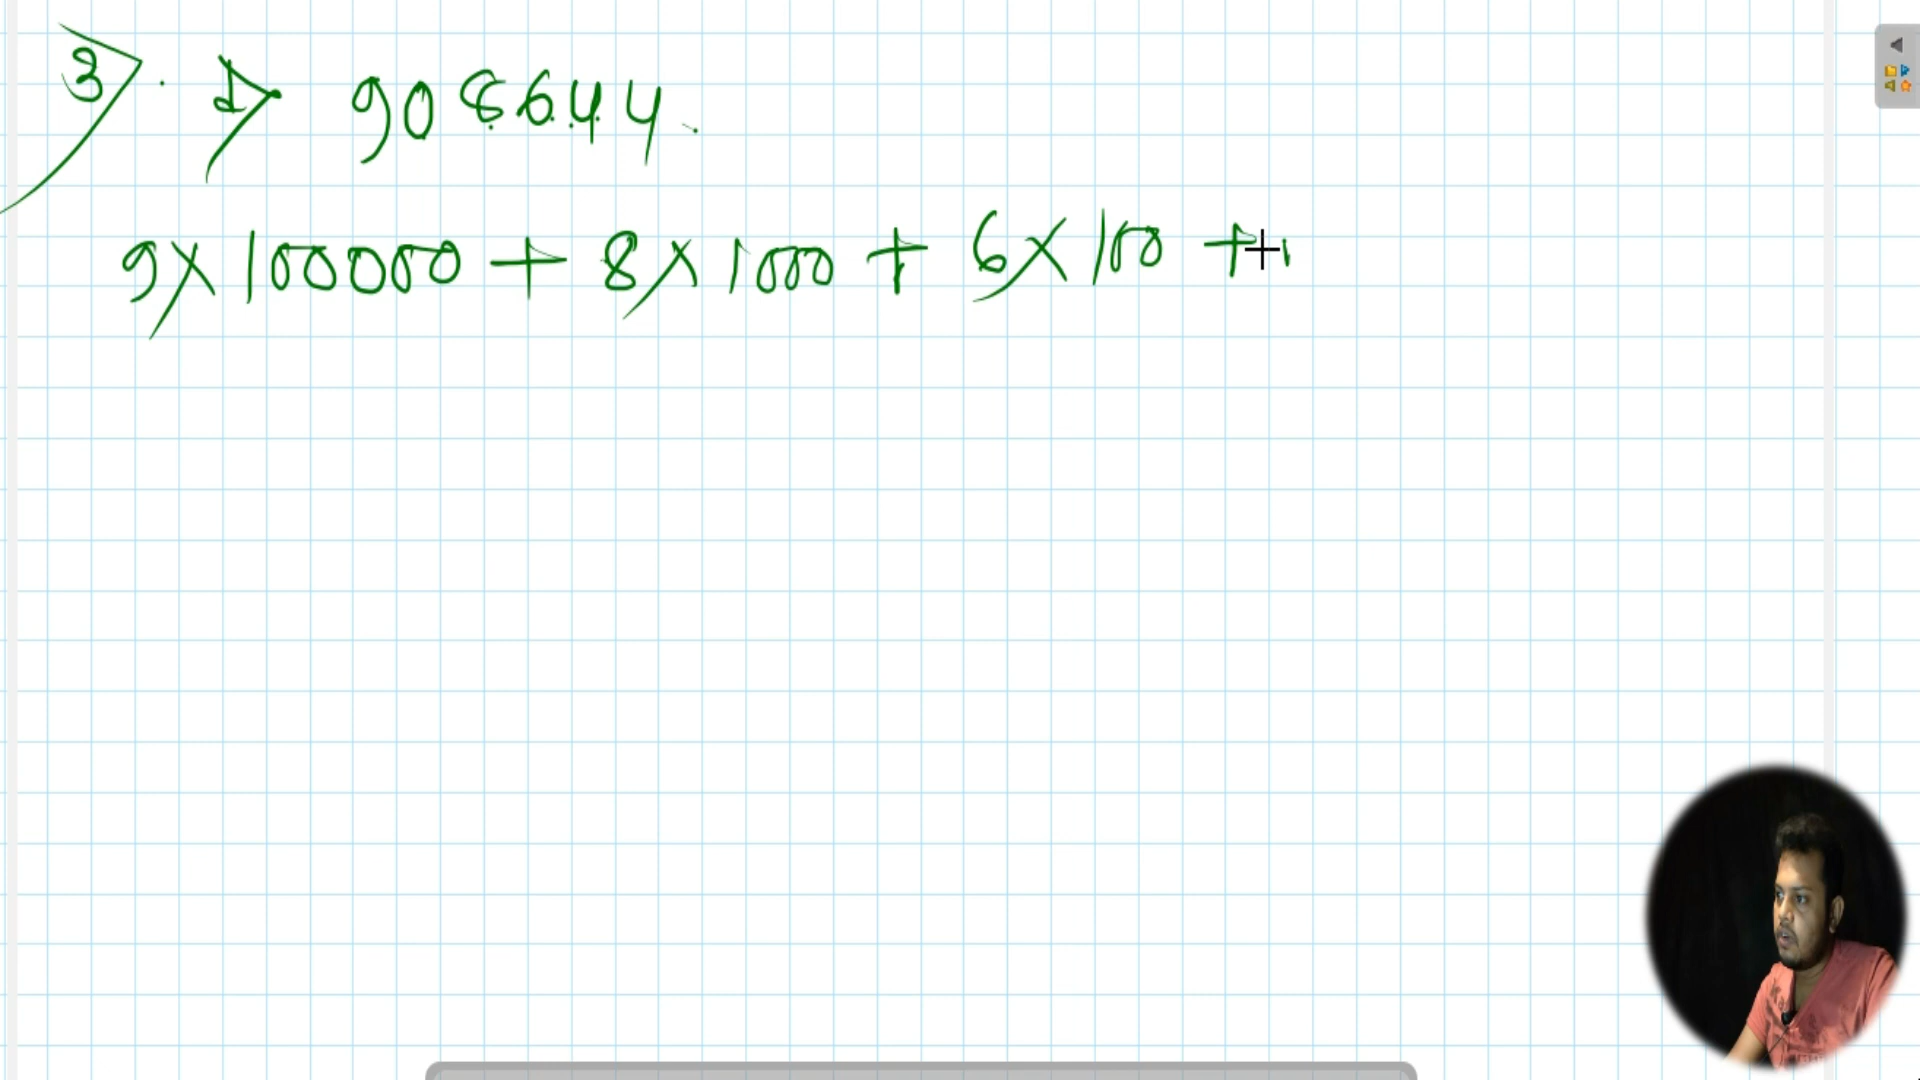 3). d> 908644.
9 x 100000 + 8 x 1000 + 6 x 100 +